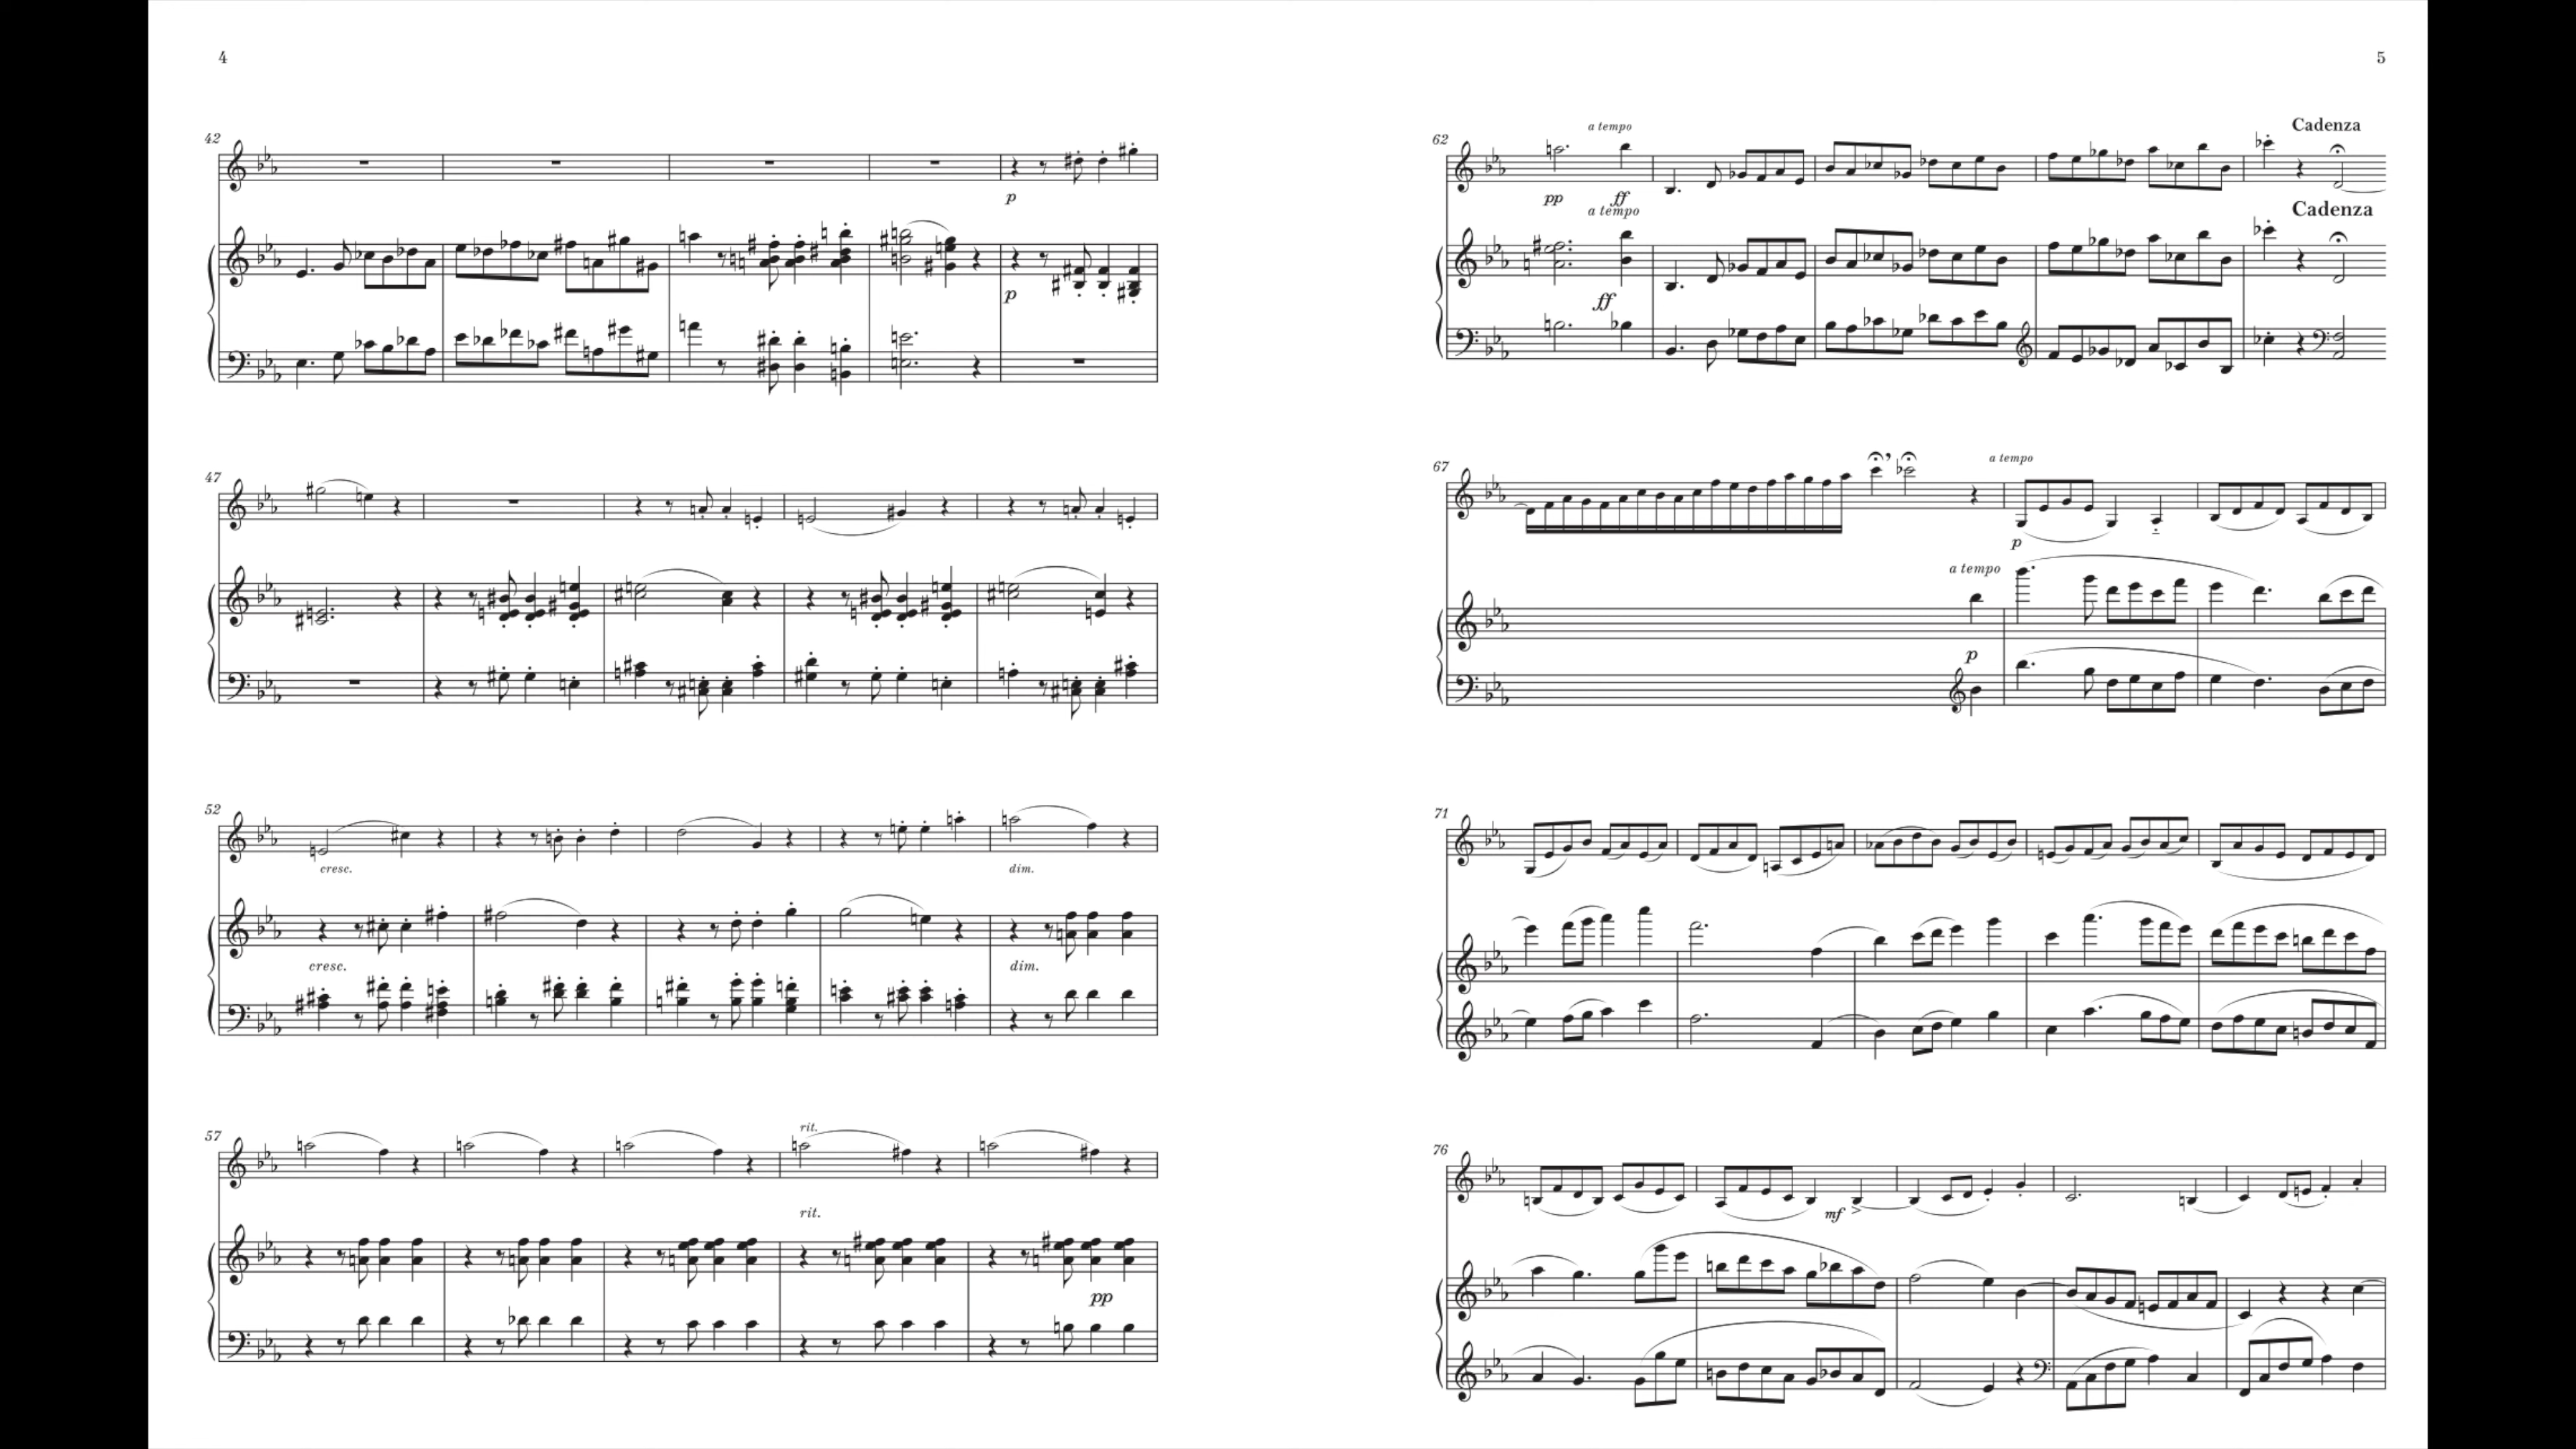 4
42
p
p
47
52
cresc.
cresc.
dim.
dim.
57
rit.
rit.
pp
5
62
a tempo
Cadenza
pp
ff
a tempo
Cadenza
ff
67
a tempo
p
a tempo
p
71
76
mf